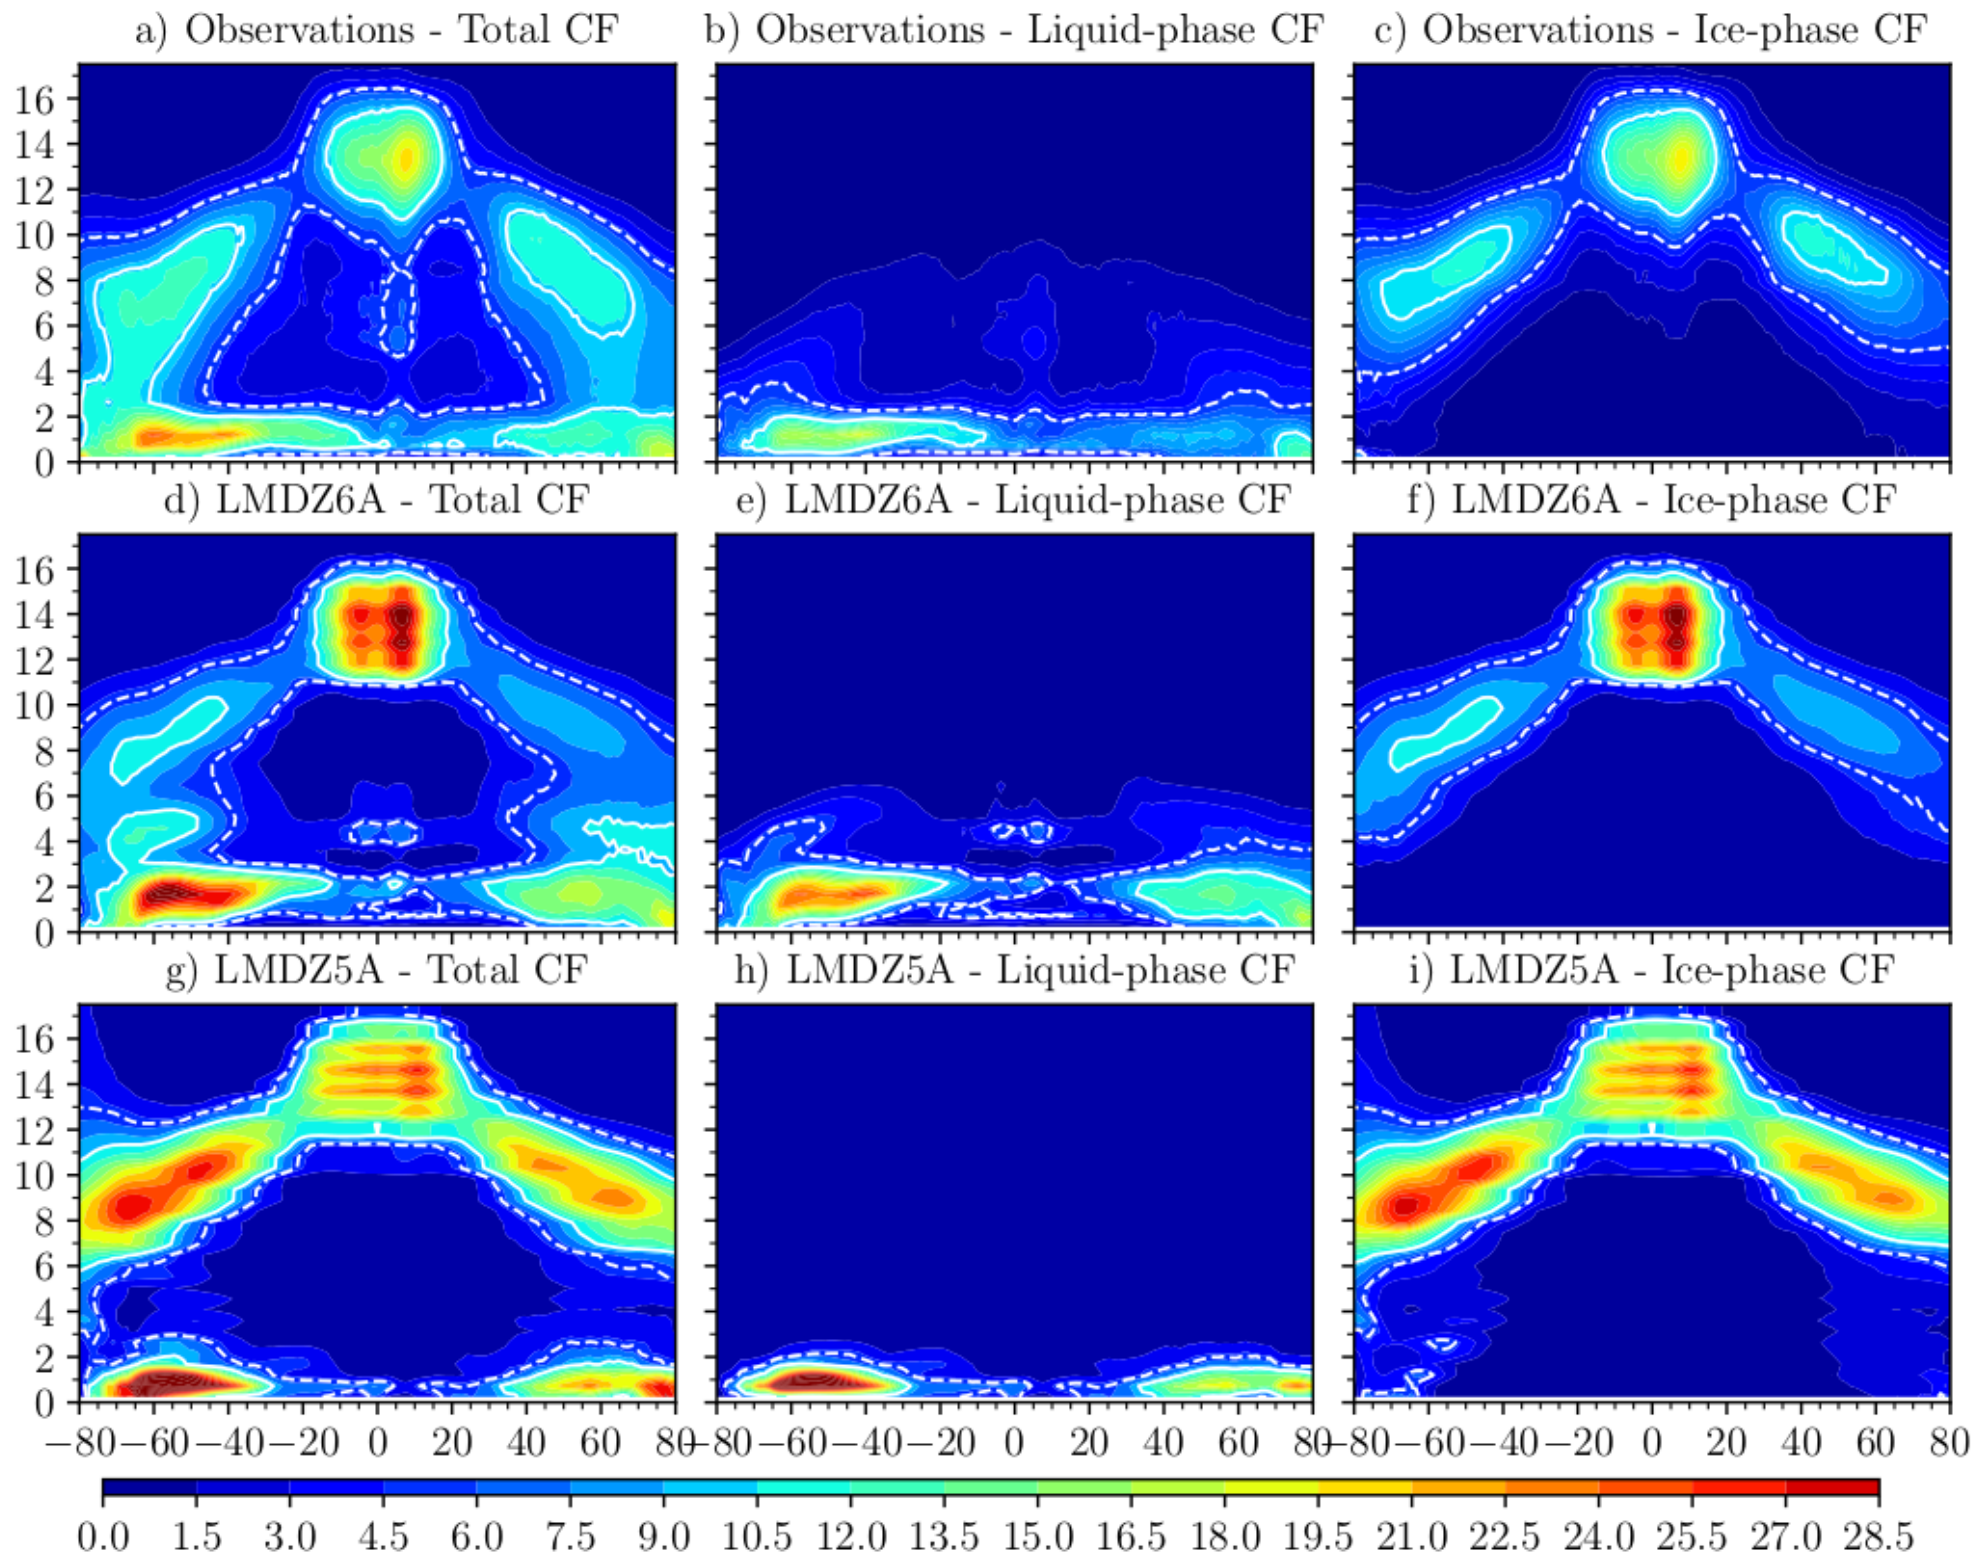 a) Observations - Total CF
b) Observations - Liquid-phase CF
c) Observations - Ice-phase CF
16
14
12
10
8
6
4
2
0
d) LMDZ6A - Total CF
e) LMDZ6A - Liquid-phase CF
f) LMDZ6A - Ice-phase CF
16
14
12
10
8
6
4
2
0
g) LMDZ5A - Total CF
h) LMDZ5A - Liquid-phase CF
i) LMDZ5A - Ice-phase CF
16
14
12
10
8
6
4
2
0
−80 −60 −40 −20 0 20 40 60 80
−80 −60 −40 −20 0 20 40 60 80
−80 −60 −40 −20 0 20 40 60 80
0.0 1.5 3.0 4.5 6.0 7.5 9.0 10.5 12.0 13.5 15.0 16.5 18.0 19.5 21.0 22.5 24.0 25.5 27.0 28.5